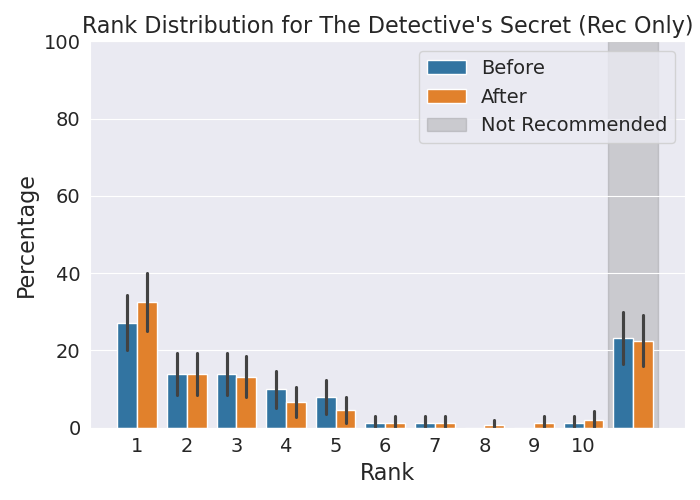 Rank Distribution for The Detective's Secret (Rec Only)
100
80
60
40
20
0
Percentage
Before
After
Not Recommended
1 2 3 4 5 6 7 8 9 10
Rank